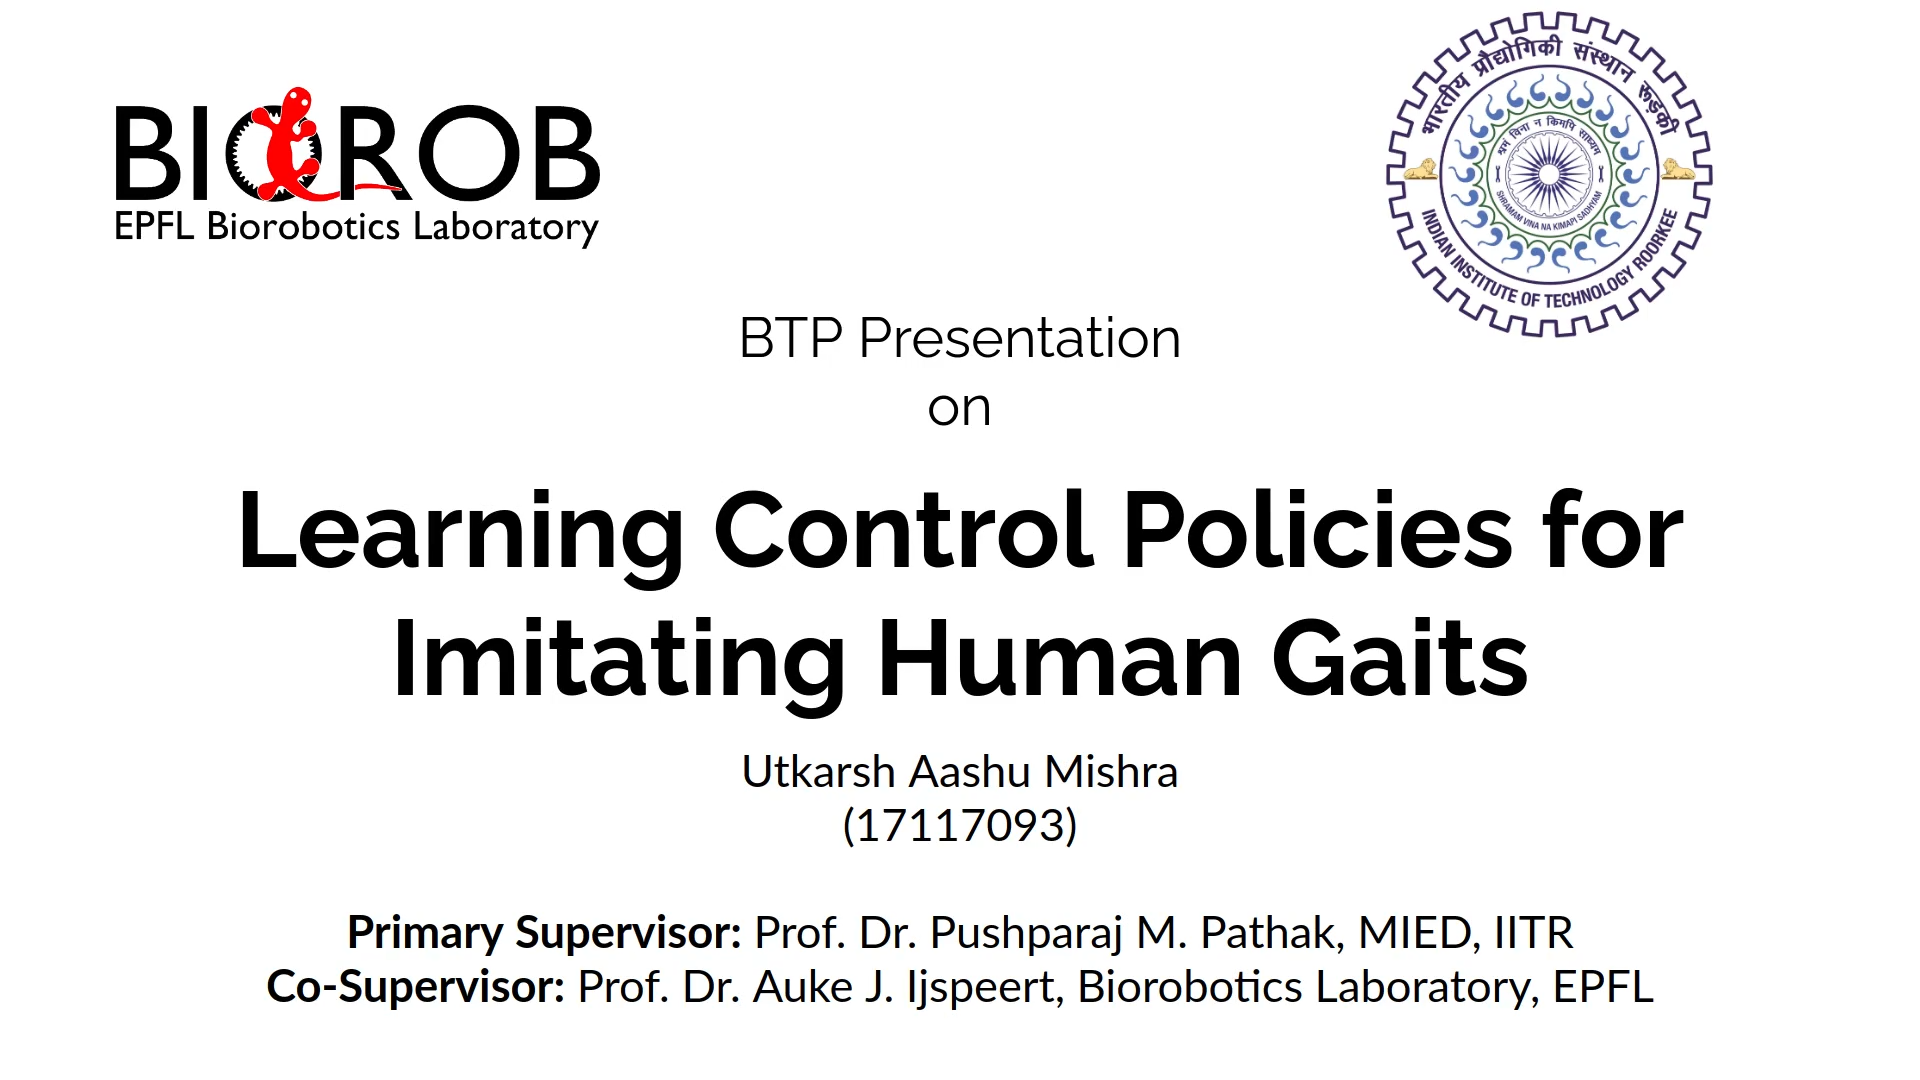 BIOROB
EPFL Biorobotics Laboratory
भारतीय प्रौद्योगिकी संस्थान रूड़की
श्रमं विना न किमपि साध्यम
SHRAMAM VINA NA KIMAPI SADHYAM
INDIAN INSTITUTE OF TECHNOLOGY ROORKEE
BTP Presentation
on
Learning Control Policies for
Imitating Human Gaits
Utkarsh Aashu Mishra
(17117093)
Primary Supervisor: Prof. Dr. Pushparaj M. Pathak, MIED, IITR
Co-Supervisor: Prof. Dr. Auke J. Ijspeert, Biorobotics Laboratory, EPFL